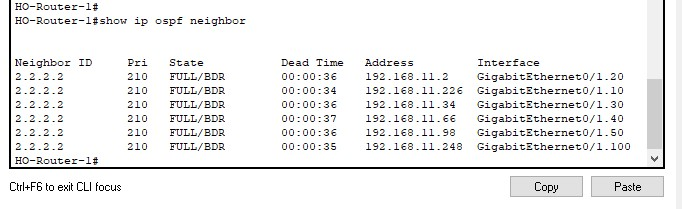 HO-Router-1#
HO-Router-1#show ip ospf neighbor
Neighbor ID Pri State Dead Time Address Interface
2.2.2.2 210 FULL/BDR 00:00:36 192.168.11.2 GigabitEthernet0/1.20
2.2.2.2 210 FULL/BDR 00:00:34 192.168.11.226 GigabitEthernet0/1.10
2.2.2.2 210 FULL/BDR 00:00:36 192.168.11.34 GigabitEthernet0/1.30
2.2.2.2 210 FULL/BDR 00:00:37 192.168.11.66 GigabitEthernet0/1.40
2.2.2.2 210 FULL/BDR 00:00:36 192.168.11.98 GigabitEthernet0/1.50
2.2.2.2 210 FULL/BDR 00:00:35 192.168.11.248 GigabitEthernet0/1.100
HO-Router-1#
Ctrl+F6 to exit CLI focus Copy Paste